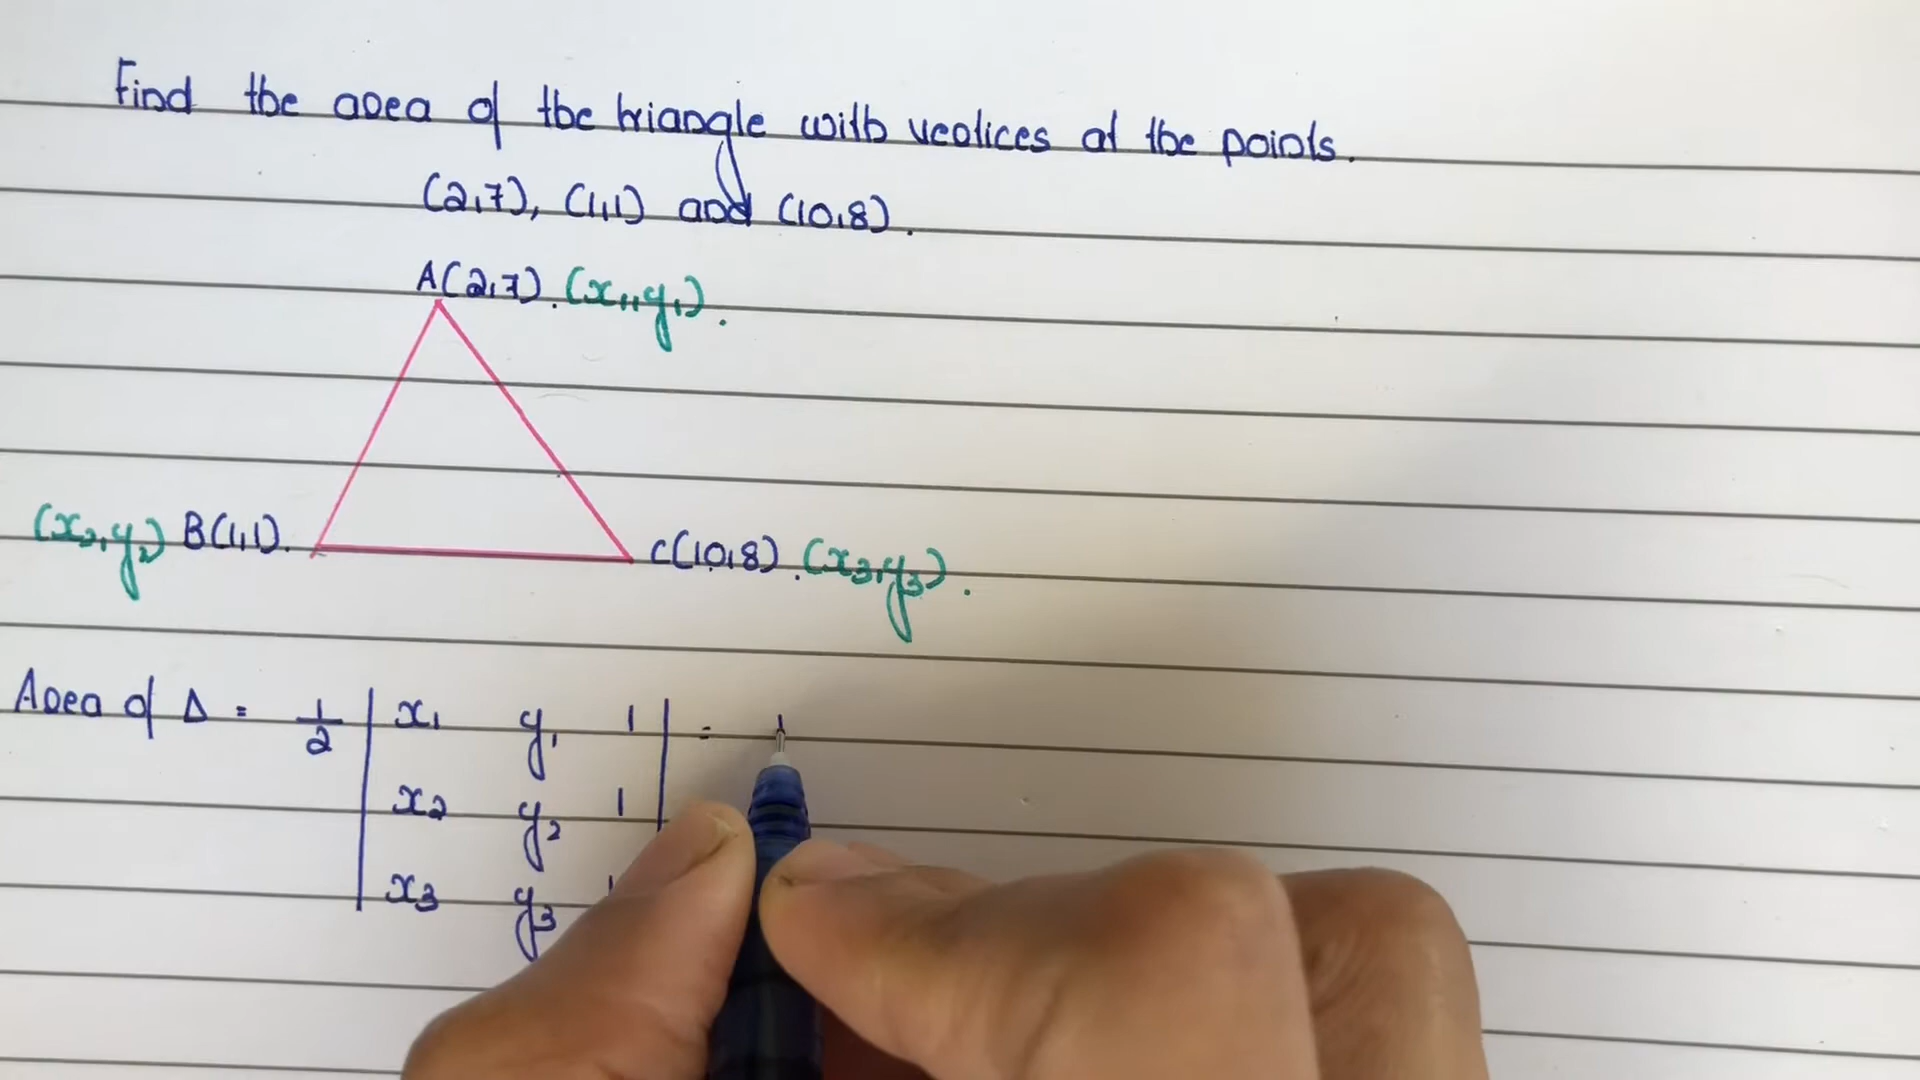 Find the area of the triangle with vertices at the points.
(2,7), (1,1) and (10,8).
A(2,7). (x₁,y₁).
(x₂,y₂) B(1,1). C(10,8). (x₃,y₃).
Area of Δ = 1/2 | x₁ y₁ 1 | = 1
x₂ y₂ 1
x₃ y₃ 1